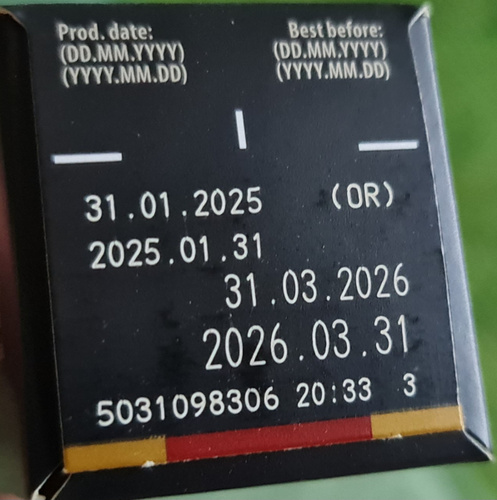 Prod. date: Best before:
(DD.MM.YYYY) (DD.MM.YYYY)
(YYYY.MM.DD) (YYYY.MM.DD)
31.01.2025 (OR)
2025.01.31
31.03.2026
2026.03.31
5031098306 20:33 3